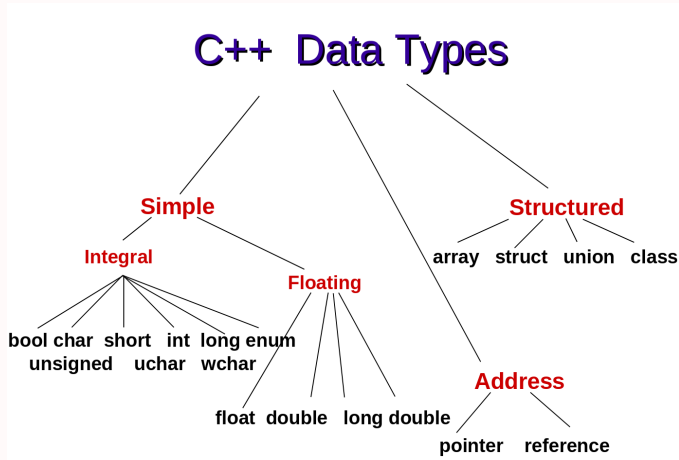 C++ Data Types
Simple
Structured
Integral
array struct union class
Floating
bool char short int long enum
unsigned uchar wchar
Address
float double long double
pointer reference